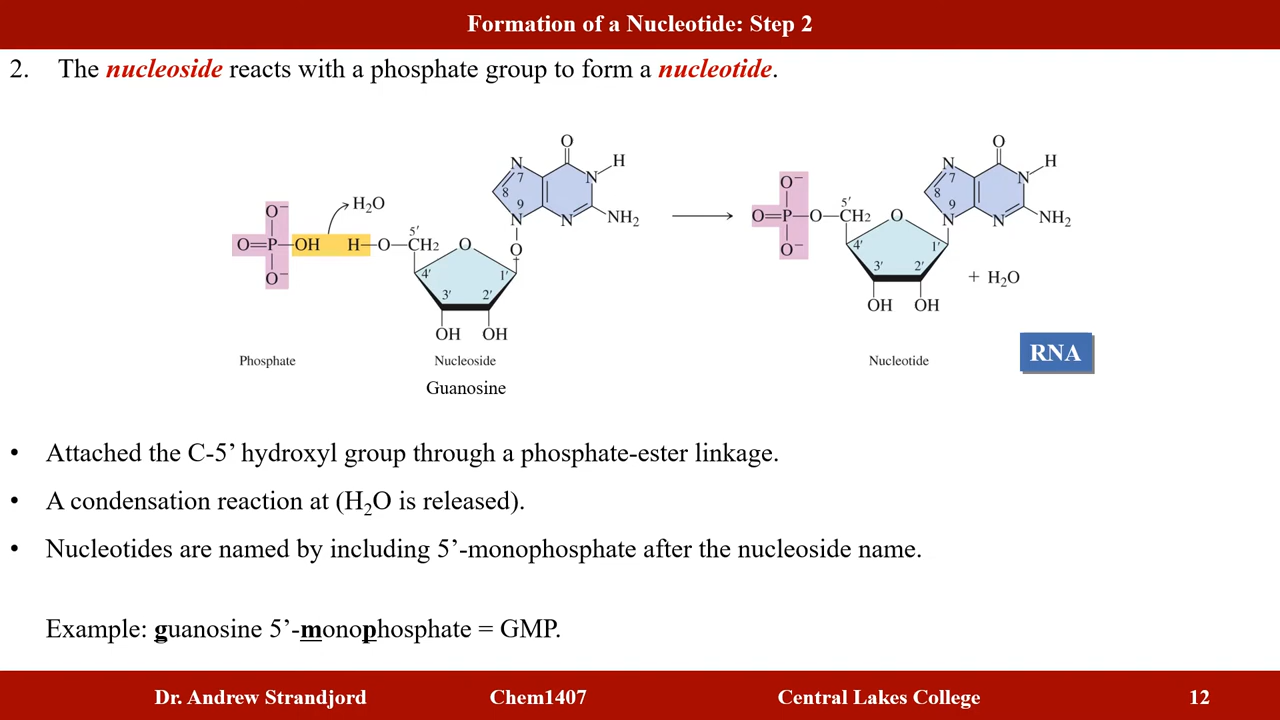 Formation of a Nucleotide: Step 2
2. The nucleoside reacts with a phosphate group to form a nucleotide.
O⁻
O=P–OH
O⁻
H₂O
H–O–CH₂
5′
O
4′
3′
2′
1′
OH OH
O
N
7
8
9
N
N
H
N
NH₂
O
O⁻
O=P–O–CH₂
O⁻
5′
O
4′
3′
2′
1′
OH OH
O
N
7
8
9
N
N
H
N
NH₂
+ H₂O
RNA
Phosphate
Nucleoside
Nucleotide
Guanosine
• Attached the C-5’ hydroxyl group through a phosphate-ester linkage.
• A condensation reaction at (H₂O is released).
• Nucleotides are named by including 5’-monophosphate after the nucleoside name.
Example: guanosine 5’-monophosphate = GMP.
Dr. Andrew Strandjord Chem1407 Central Lakes College 12